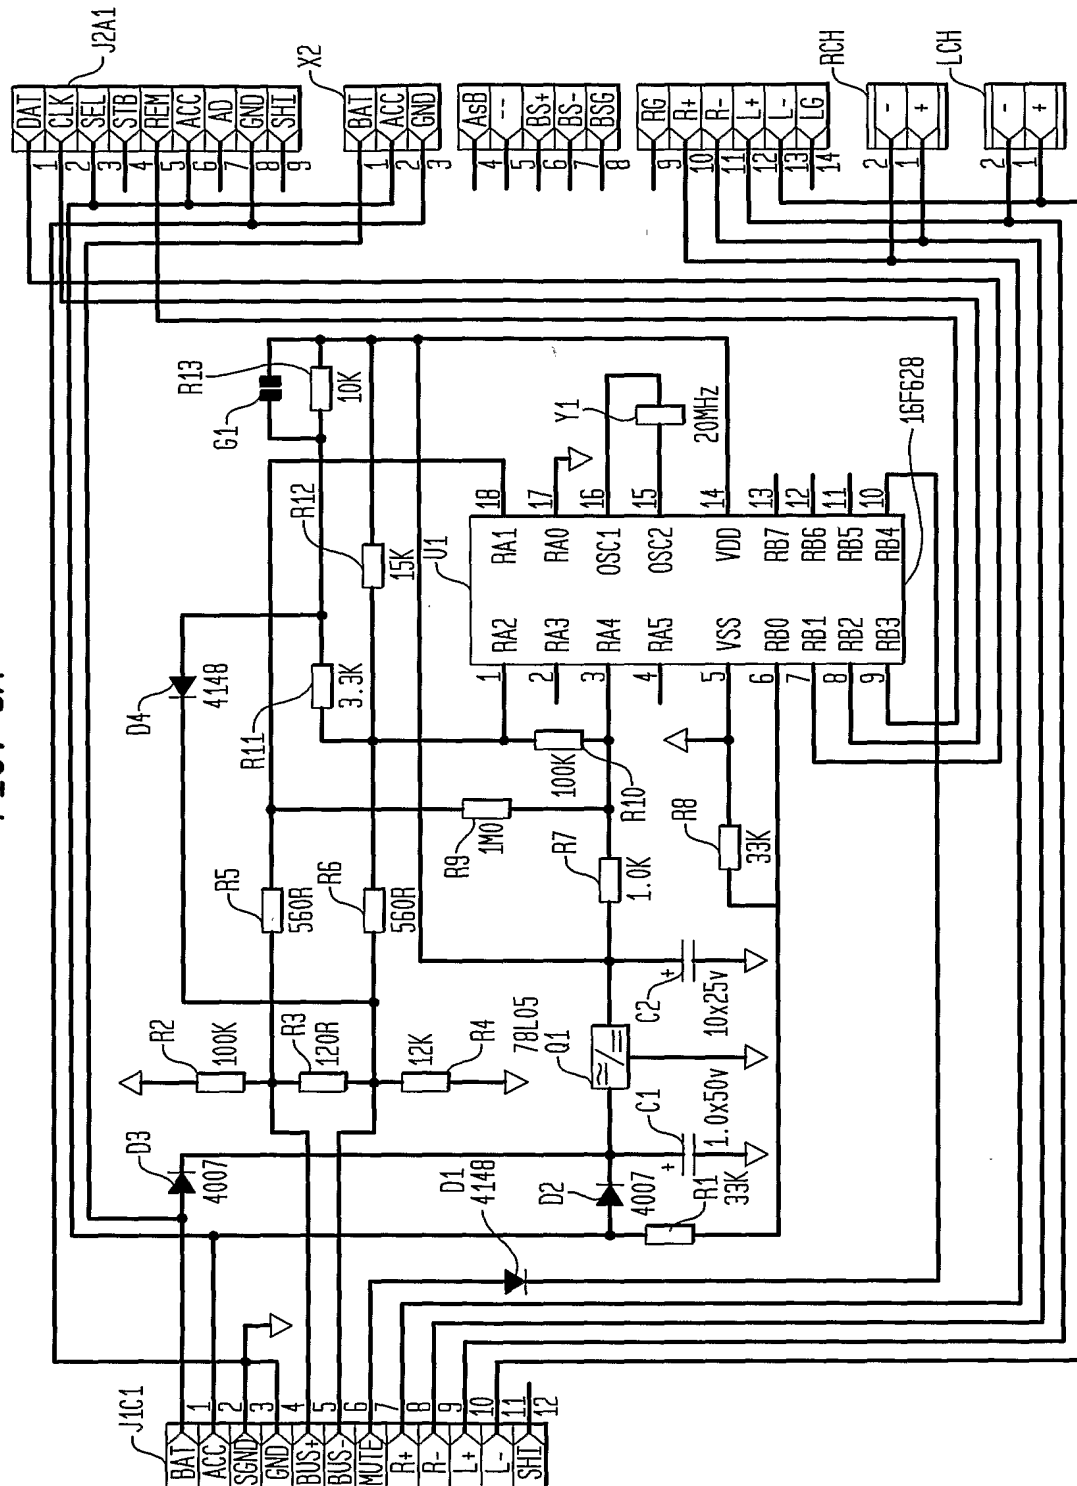 J2A1
DAT
CLK
SEL
STB
REM
ACC
AD
GND
SHI
1
2
3
4
5
6
7
8
9
X2
BAT
ACC
GND
1
2
3
AsB
--
BS+
BS-
BSG
4
5
6
7
8
RG
R+
R-
L+
L-
LG
9
10
11
12
13
14
RCH
-
+
2
1
LCH
-
+
2
1
R13
10K
G1
R12
15K
D4
4148
R11
3.3K
U1
16F628
18
17
16
15
14
13
12
11
10
RA1
RA0
OSC1
OSC2
VDD
RB7
RB6
RB5
RB4
RA2
RA3
RA4
RA5
VSS
RB0
RB1
RB2
RB3
1
2
3
4
5
6
7
8
9
Y1
20MHz
R10
100K
R9
1M0
R7
1.0K
R8
33K
R5
560R
R6
560R
R2
100K
R3
120R
R4
12K
78L05
Q1
C2
+
10x25v
C1
+
1.0x50v
D3
4007
D1
4148
D2
4007
R1
33K
J1C1
BAT
ACC
SGND
GND
BUS+
BUS-
MUTE
R+
R-
L+
L-
SHI
1
2
3
4
5
6
7
8
9
10
11
12